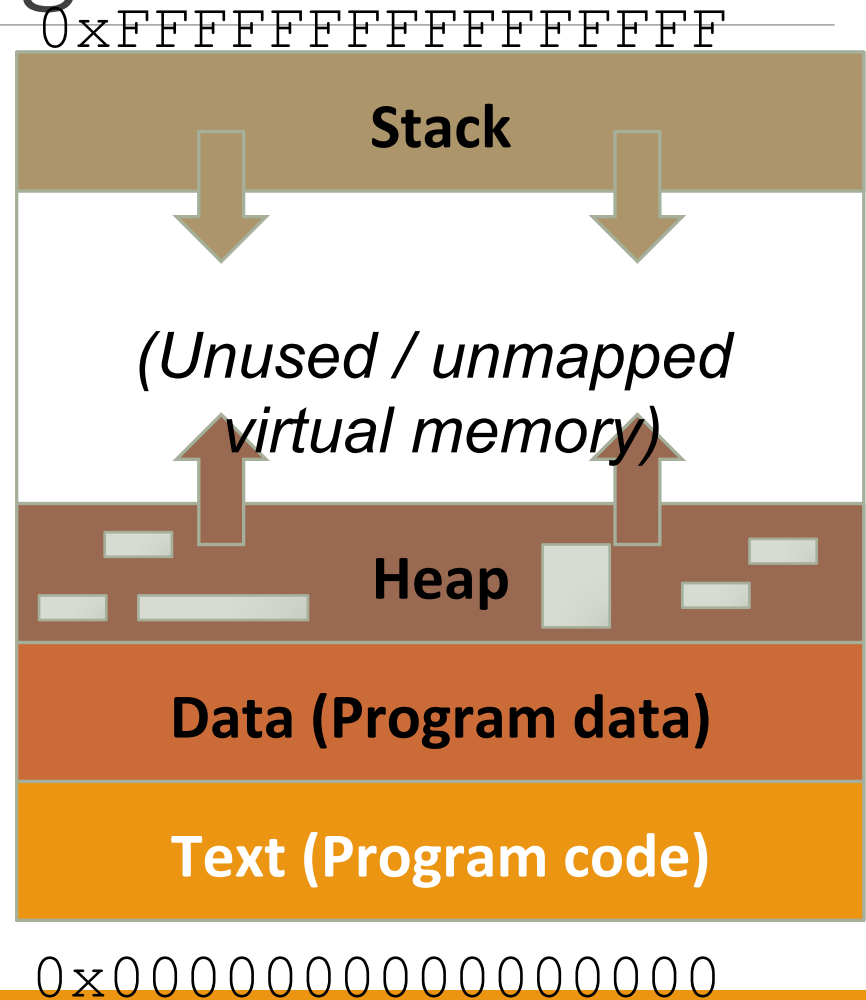 0xFFFFFFFFFFFFFFFF
Stack
(Unused / unmapped
virtual memory)
Heap
Data (Program data)
Text (Program code)
0x0000000000000000